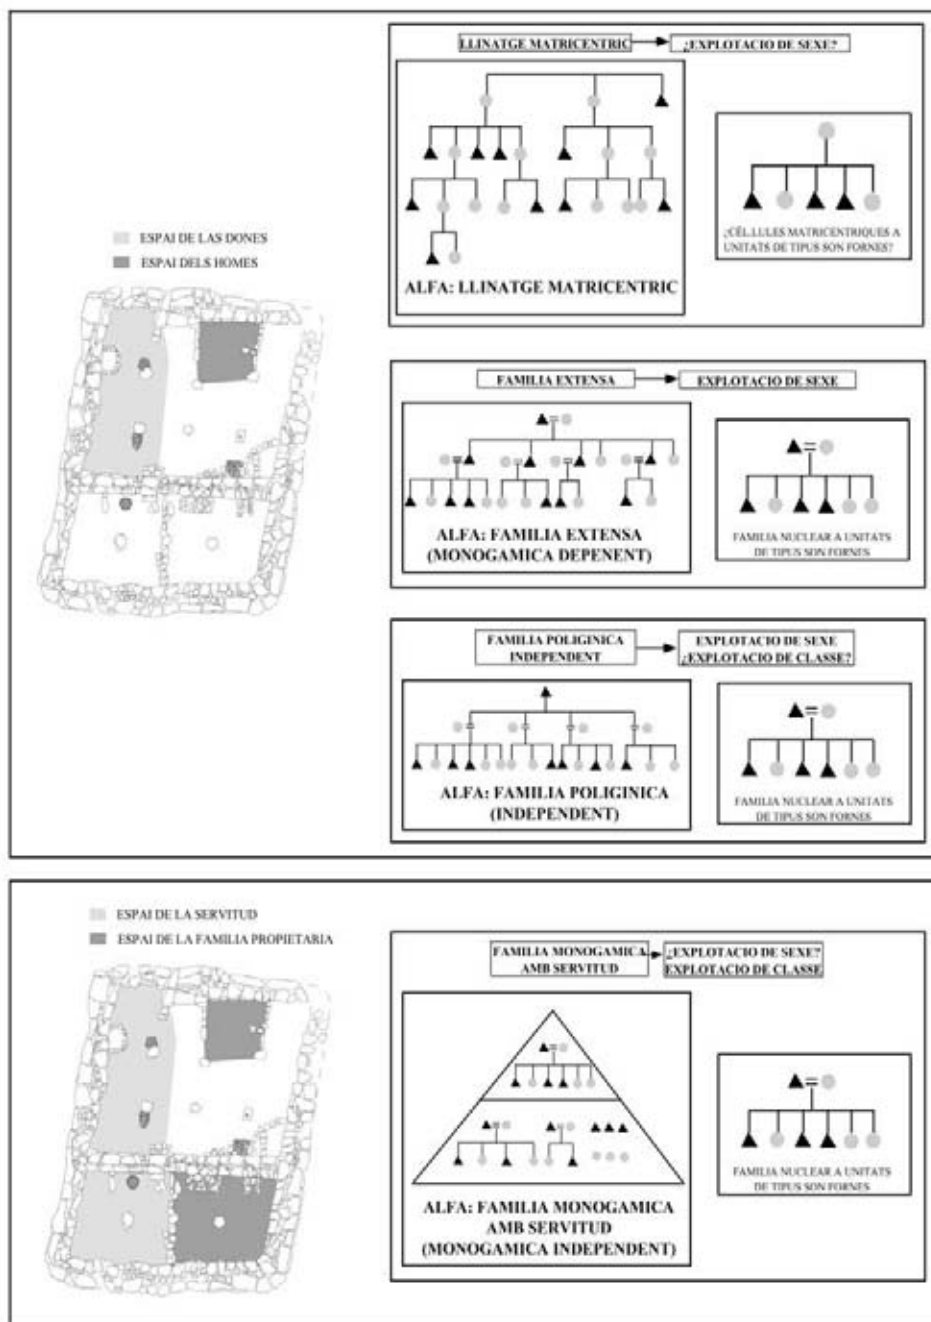 LLINATGE MATRICENTRIC
¿EXPLOTACIO DE SEXE?
¿CÉL.LULES MATRICENTRIQUES A
UNITATS DE TIPUS SON FORNES?
ALFA: LLINATGE MATRICENTRIC
ESPAI DE LAS DONES
ESPAI DELS HOMES
FAMILIA EXTENSA
EXPLOTACIO DE SEXE
ALFA: FAMILIA EXTENSA
(MONOGAMICA DEPENENT)
FAMILIA NUCLEAR A UNITATS
DE TIPUS SON FORNES
FAMILIA POLIGINICA
INDEPENDENT
EXPLOTACIO DE SEXE
¿EXPLOTACIO DE CLASSE?
ALFA: FAMILIA POLIGINICA
(INDEPENDENT)
FAMILIA NUCLEAR A UNITATS
DE TIPUS SON FORNES
ESPAI DE LA SERVITUD
ESPAI DE LA FAMILIA PROPIETARIA
FAMILIA MONOGAMICA
AMB SERVITUD
¿EXPLOTACIO DE SEXE?
EXPLOTACIO DE CLASSE
ALFA: FAMILIA MONOGAMICA
AMB SERVITUD
(MONOGAMICA INDEPENDENT)
FAMILIA NUCLEAR A UNITATS
DE TIPUS SON FORNES